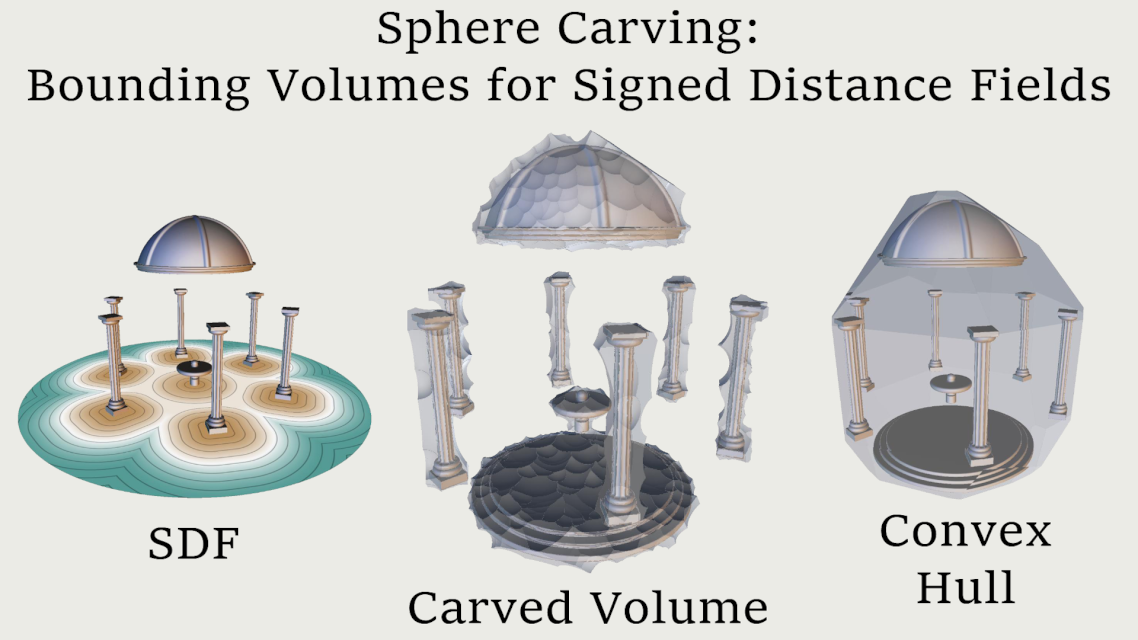 Sphere Carving:
Bounding Volumes for Signed Distance Fields
SDF
Carved Volume
Convex
Hull